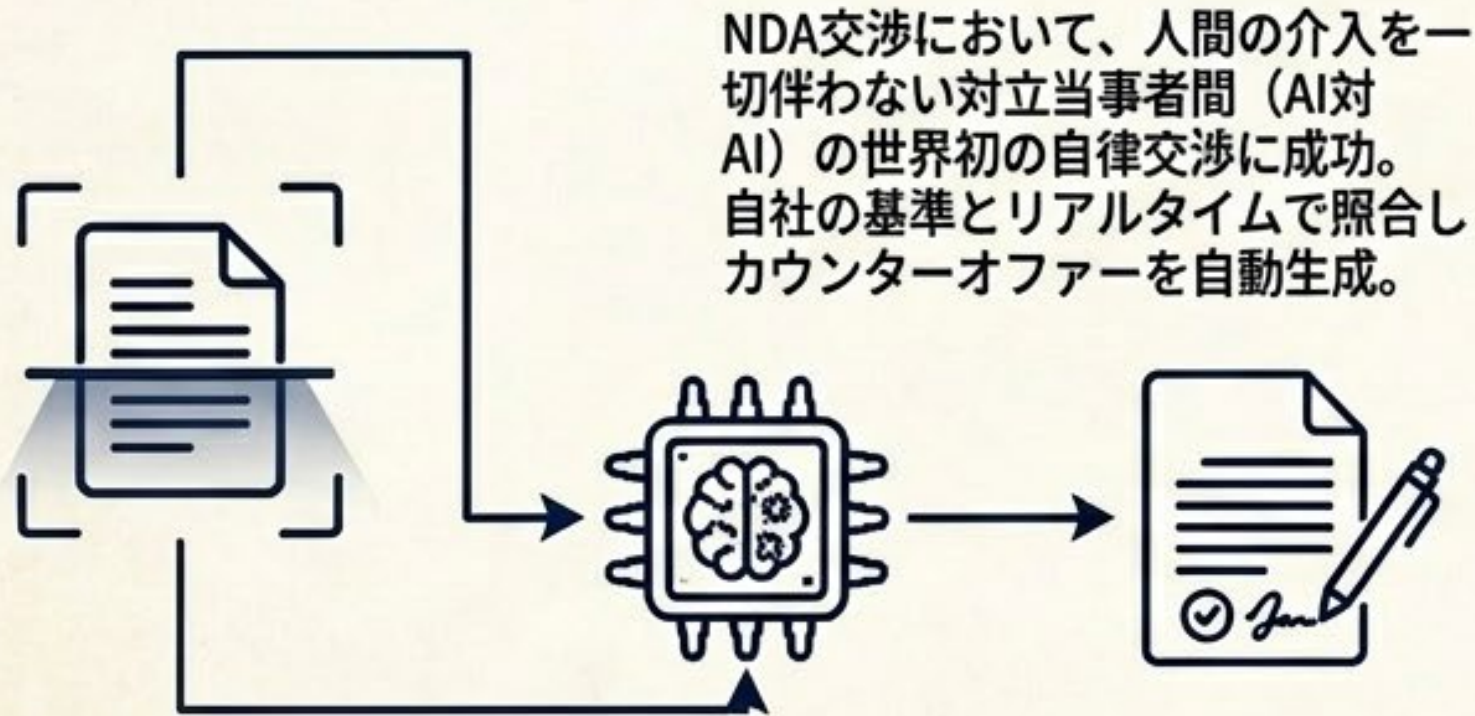 NDA交渉において、人間の介入を一
切伴わない対立当事者間（AI対
AI）の世界初の自律交渉に成功。
自社の基準とリアルタイムで照合し
カウンターオファーを自動生成。